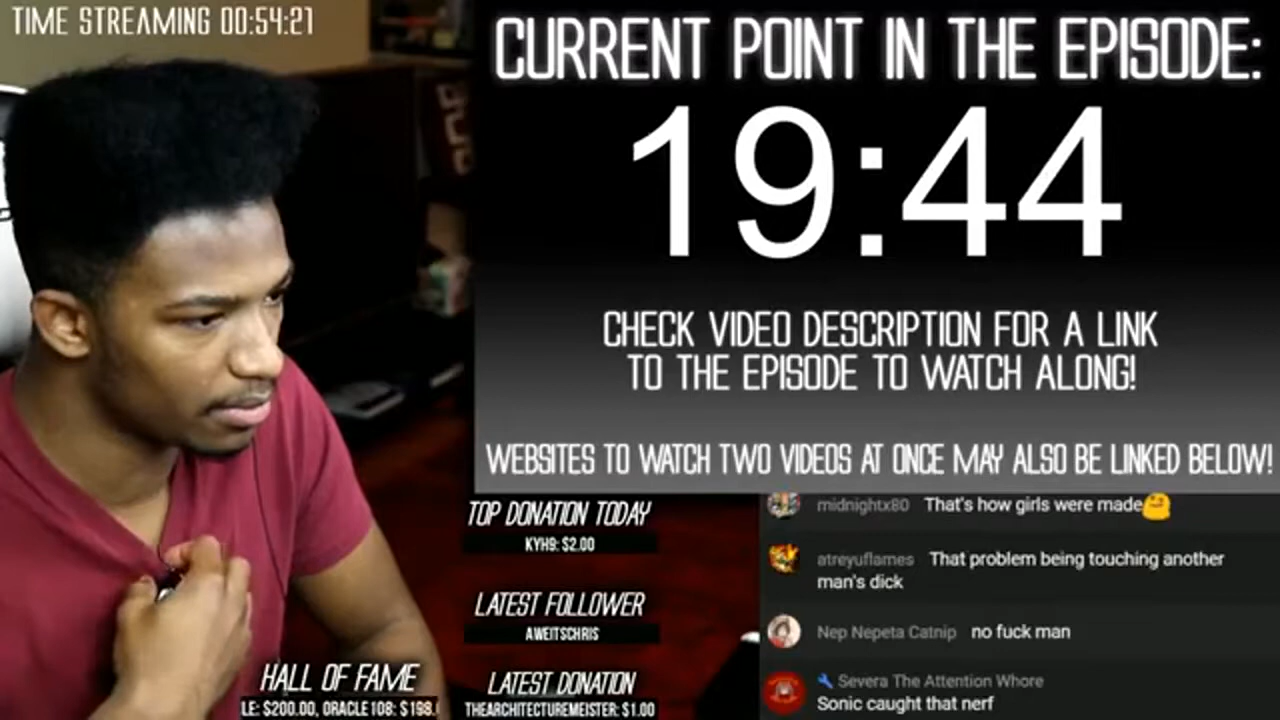 TIME STREAMING 00:54:21
CURRENT POINT IN THE EPISODE:
19:44
CHECK VIDEO DESCRIPTION FOR A LINK
TO THE EPISODE TO WATCH ALONG!
WEBSITES TO WATCH TWO VIDEOS AT ONCE MAY ALSO BE LINKED BELOW!
TOP DONATION TODAY
KYH9: $2.00
LATEST FOLLOWER
AWEITSCHRIS
LATEST DONATION
THEARCHITECTUREMEISTER: $1.00
HALL OF FAME
LE: $200.00, ORACLE108: $198.
midnightx80 That's how girls were made
atreyuflames That problem being touching another
man's dick
Nep Nepeta Catnip no fuck man
Severa The Attention Whore
Sonic caught that nerf